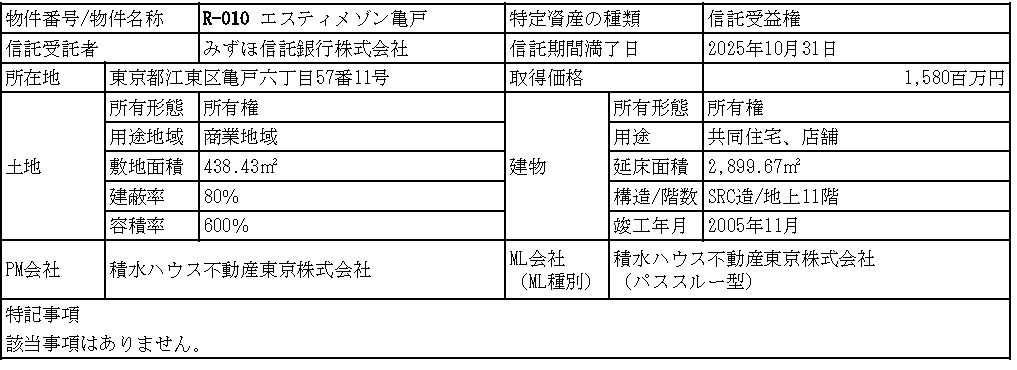 物件番号/物件名称 R-010 エスティメゾン亀戸 特定資産の種類 信託受益権
信託受託者 みずほ信託銀行株式会社 信託期間満了日 2025年10月31日
所在地 東京都江東区亀戸六丁目57番11号 取得価格 1,580百万円
土地 所有形態 所有権 建物 所有形態 所有権
用途地域 商業地域 用途 共同住宅、店舗
敷地面積 438.43㎡ 延床面積 2,899.67㎡
建蔽率 80% 構造/階数 SRC造/地上11階
容積率 600% 竣工年月 2005年11月
PM会社 積水ハウス不動産東京株式会社 ML会社 積水ハウス不動産東京株式会社
（ML種別） （パススルー型）
特記事項
該当事項はありません。